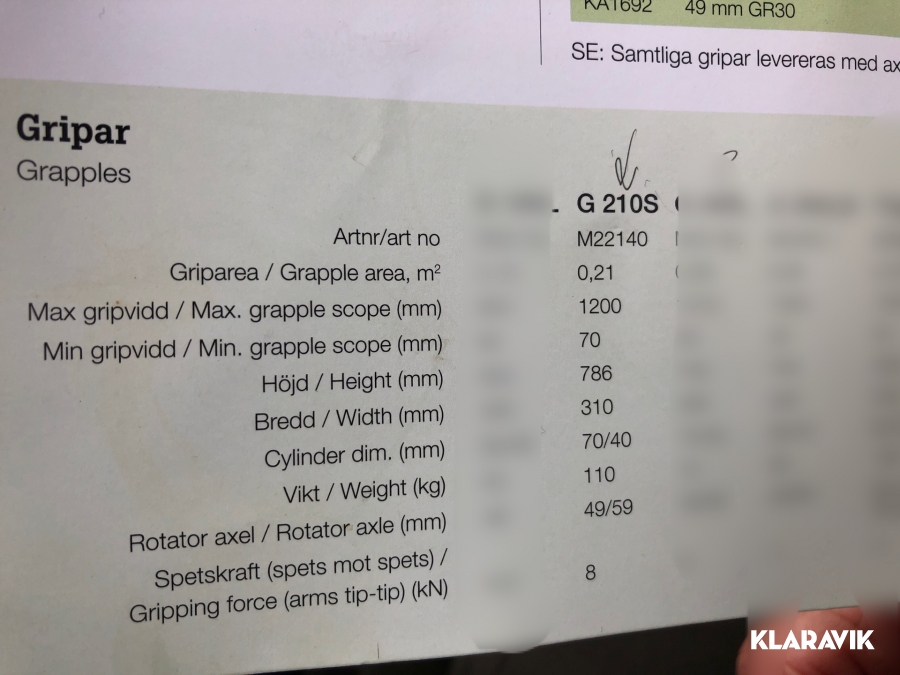 KA1692 49 mm GR30
SE: Samtliga gripar levereras med ax
Gripar
Grapples
G 210S
Artnr/art no M22140
Griparea / Grapple area, m² 0,21
Max gripvidd / Max. grapple scope (mm) 1200
Min gripvidd / Min. grapple scope (mm) 70
Höjd / Height (mm) 786
Bredd / Width (mm) 310
Cylinder dim. (mm) 70/40
Vikt / Weight (kg) 110
Rotator axel / Rotator axle (mm) 49/59
Spetskraft (spets mot spets) /
Gripping force (arms tip-tip) (kN) 8
KLARAVIK